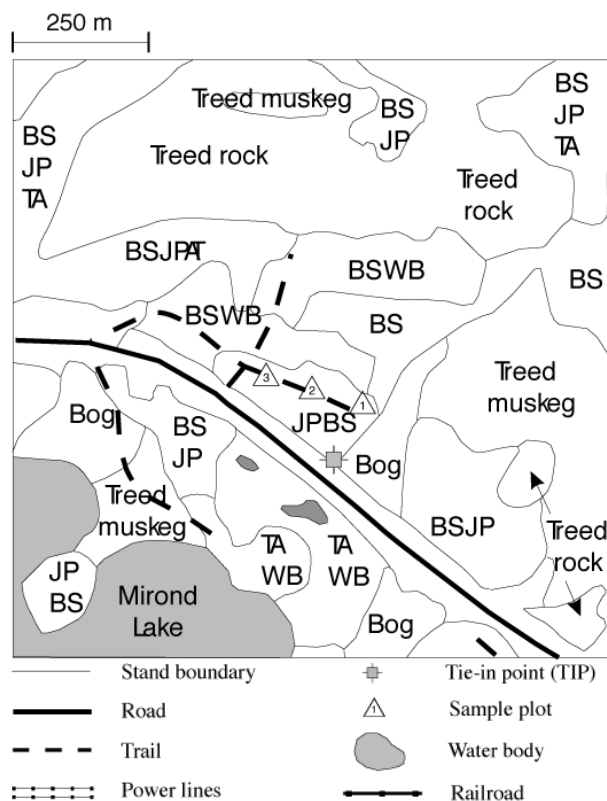 250 m
Treed muskeg
BS
JP
BS
JP
TA
BS
JP
TA
Treed rock
Treed
rock
BSJPTA
BSWB
BS
BSWB
BS
Treed
muskeg
3
2
1
JPBS
Bog
BS
JP
Bog
Treed
muskeg
BSJP
Treed
rock
TA
WB
TA
WB
JP
BS
Mirond
Lake
Bog
Stand boundary
Tie-in point (TIP)
Road
1
Sample plot
Trail
Water body
Power lines
Railroad